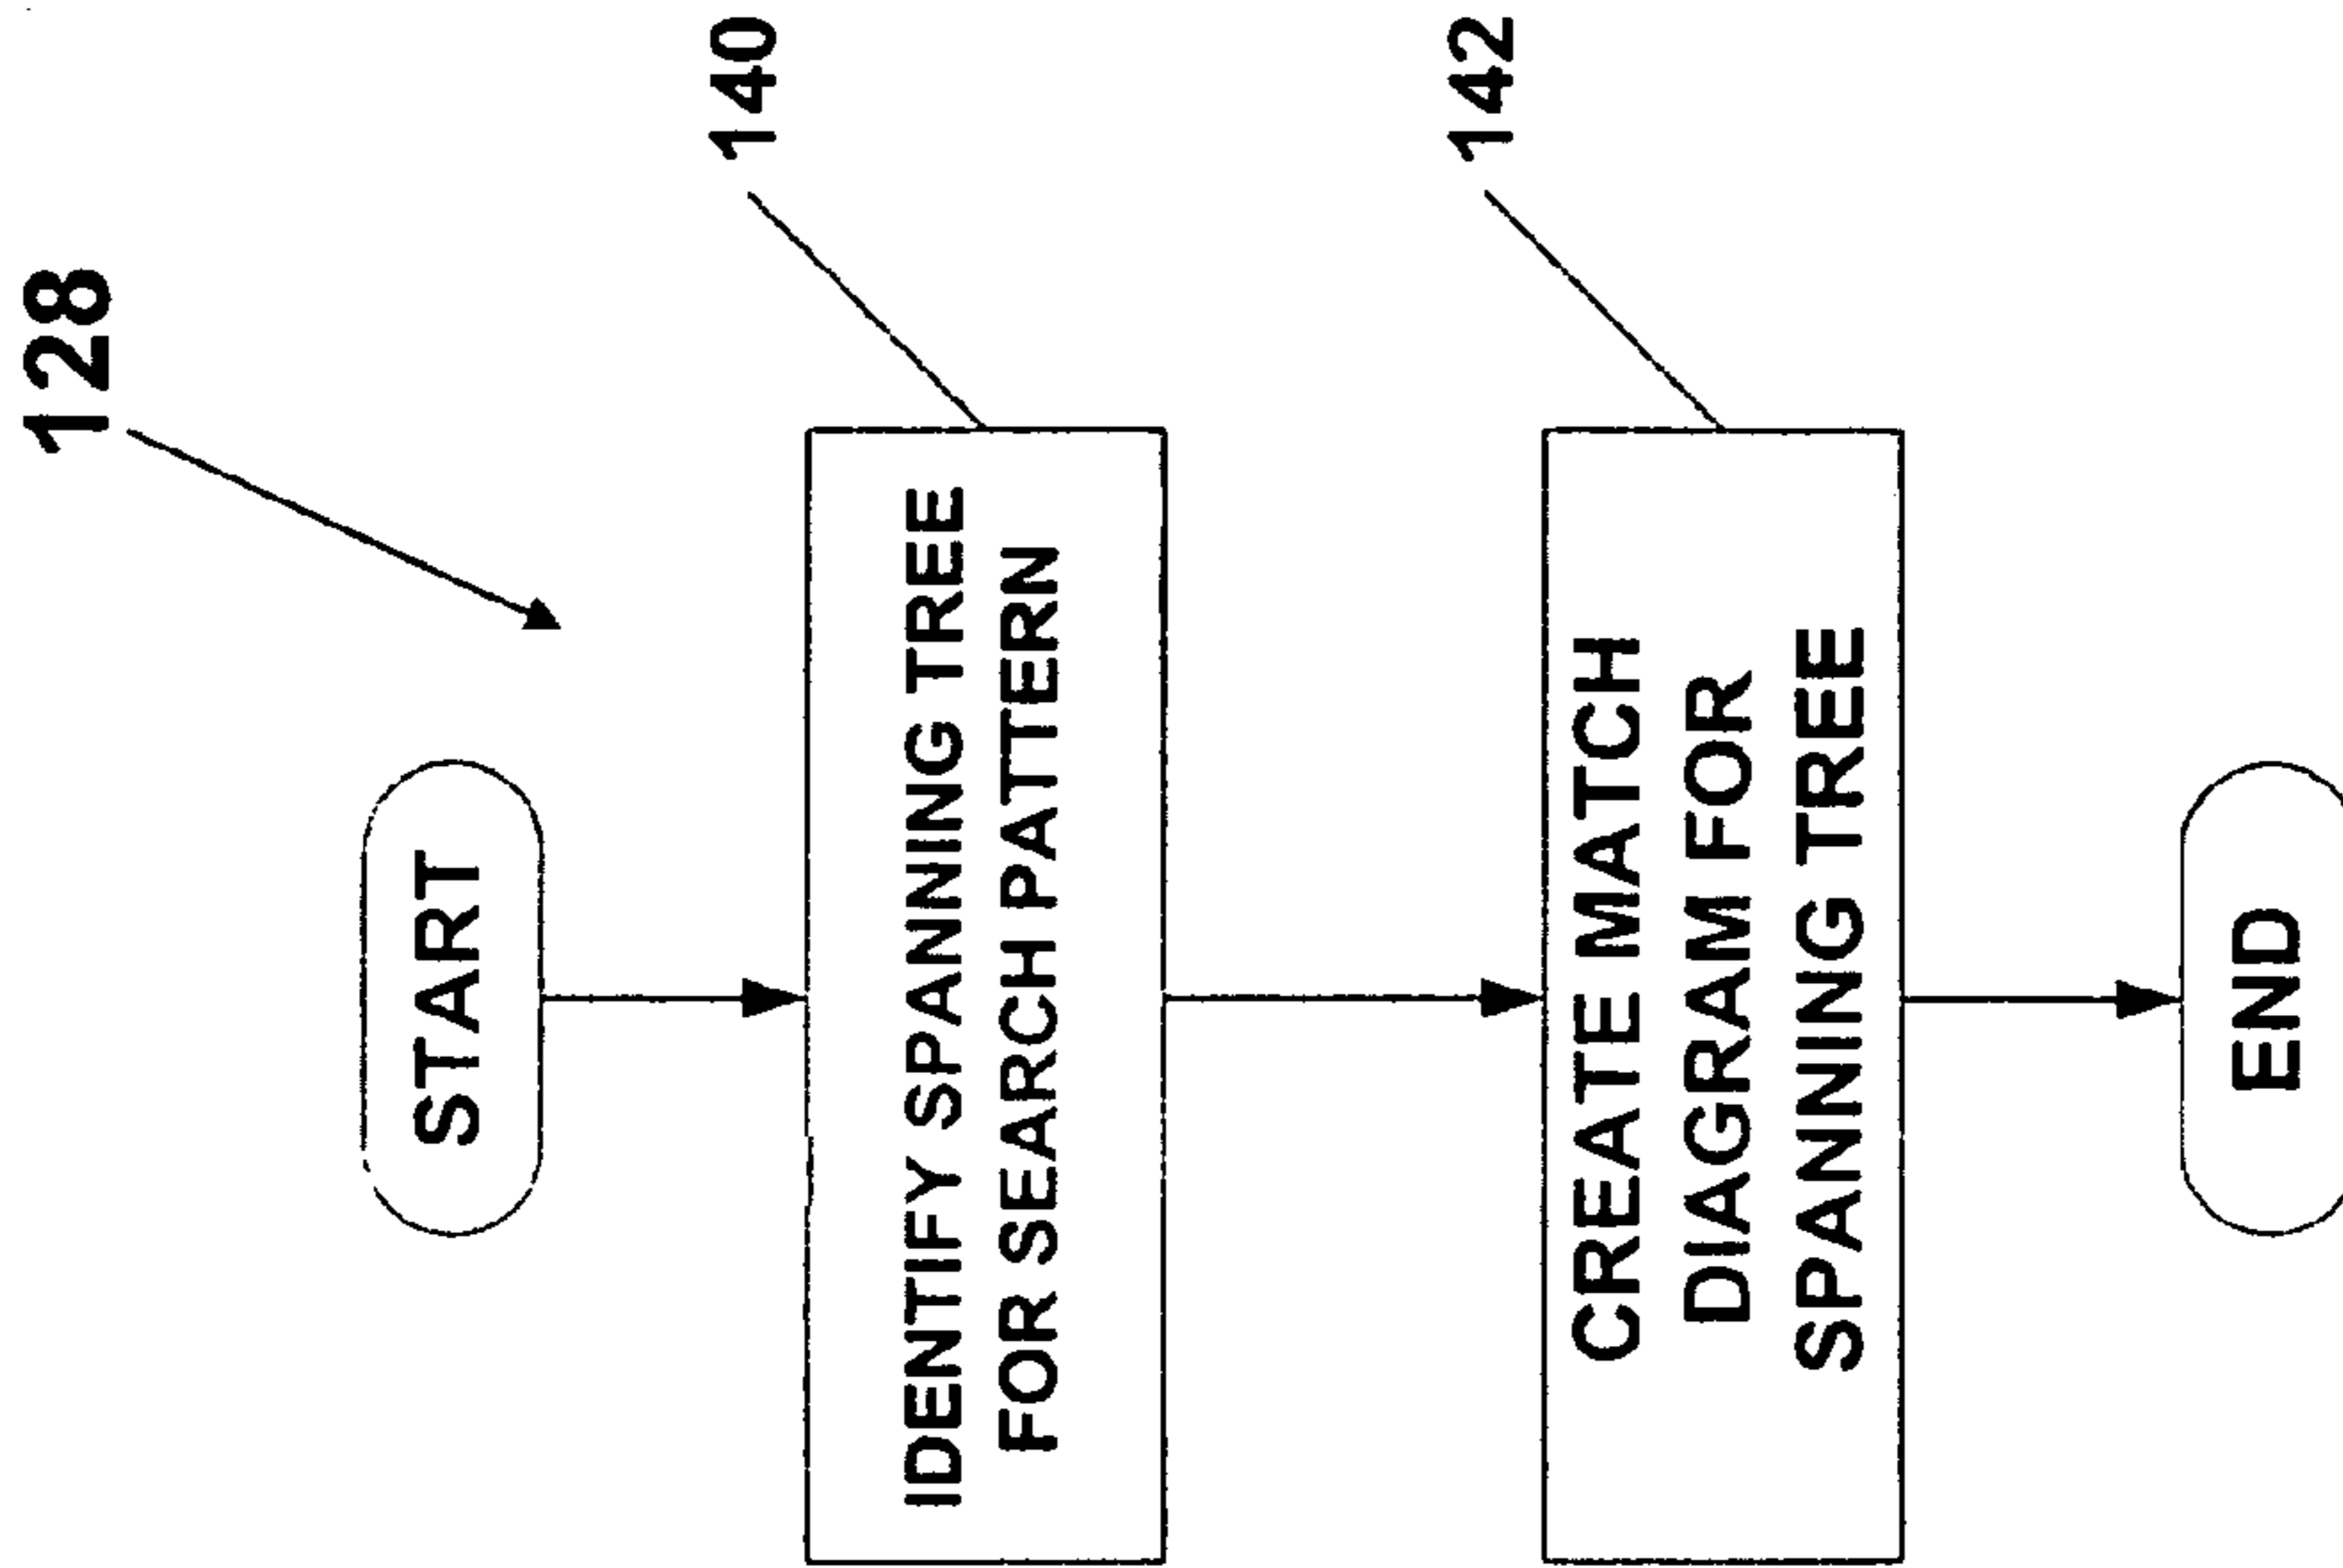 128
START
140
IDENTIFY SPANNING TREE
FOR SEARCH PATTERN
142
CREATE MATCH
DIAGRAM FOR
SPANNING TREE
END